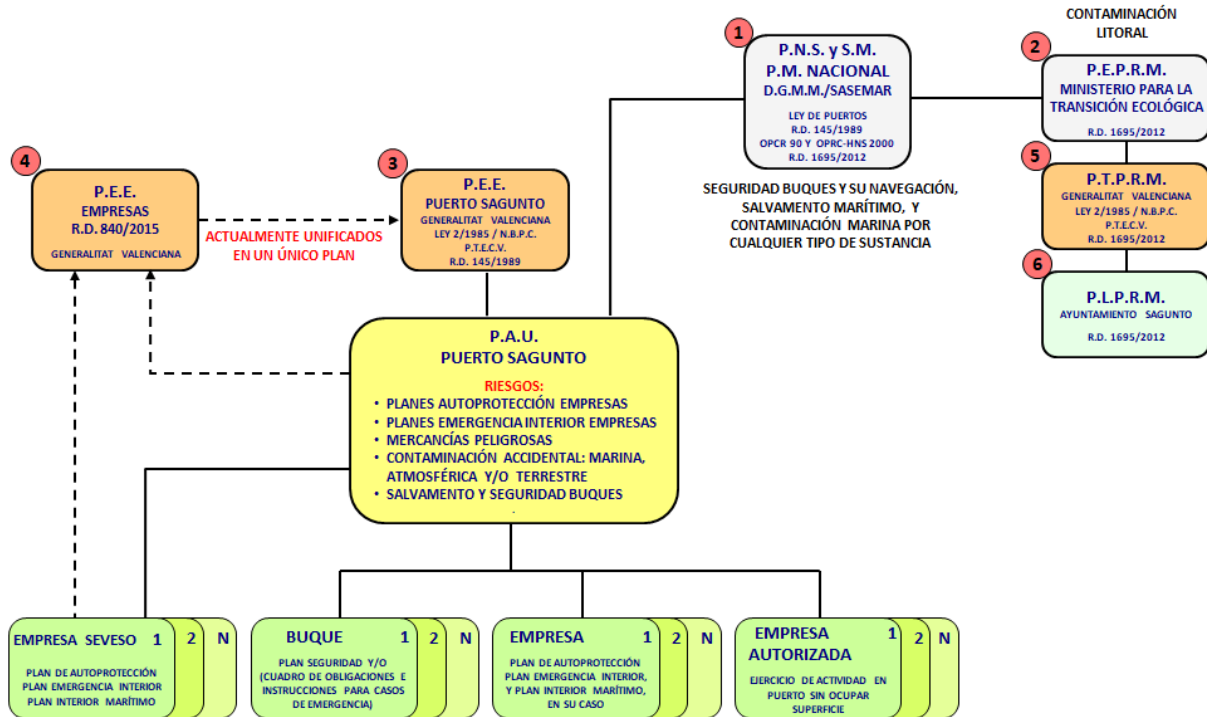 CONTAMINACIÓN
LITORAL
1
P.N.S. y S.M.
P.M. NACIONAL
D.G.M.M./SASEMAR
LEY DE PUERTOS
R.D. 145/1989
OPCR 90 Y OPRC-HNS 2000
R.D. 1695/2012
2
P.E.P.R.M.
MINISTERIO PARA LA
TRANSICIÓN ECOLÓGICA
R.D. 1695/2012
SEGURIDAD BUQUES Y SU NAVEGACIÓN,
SALVAMENTO MARÍTIMO, Y
CONTAMINACIÓN MARINA POR
CUALQUIER TIPO DE SUSTANCIA
4
P.E.E.
EMPRESAS
R.D. 840/2015
GENERALITAT VALENCIANA
ACTUALMENTE UNIFICADOS
EN UN ÚNICO PLAN
3
P.E.E.
PUERTO SAGUNTO
GENERALITAT VALENCIANA
LEY 2/1985 / N.B.P.C.
P.T.E.C.V.
R.D. 145/1989
5
P.T.P.R.M.
GENERALITAT VALENCIANA
LEY 2/1985 / N.B.P.C.
P.T.E.C.V.
R.D. 1695/2012
6
P.L.P.R.M.
AYUNTAMIENTO SAGUNTO
R.D. 1695/2012
P.A.U.
PUERTO SAGUNTO
RIESGOS:
• PLANES AUTOPROTECCIÓN EMPRESAS
• PLANES EMERGENCIA INTERIOR EMPRESAS
• MERCANCÍAS PELIGROSAS
• CONTAMINACIÓN ACCIDENTAL: MARINA,
ATMOSFÉRICA Y/O TERRESTRE
• SALVAMENTO Y SEGURIDAD BUQUES
.
EMPRESA SEVESO 1 2 N
PLAN DE AUTOPROTECCIÓN
PLAN EMERGENCIA INTERIOR
PLAN INTERIOR MARÍTIMO
BUQUE 1 2 N
PLAN SEGURIDAD Y/O
(CUADRO DE OBLIGACIONES E
INSTRUCCIONES PARA CASOS
DE EMERGENCIA)
EMPRESA 1 2 N
PLAN DE AUTOPROTECCIÓN
PLAN EMERGENCIA INTERIOR,
Y PLAN INTERIOR MARÍTIMO,
EN SU CASO
EMPRESA 1 2 N
AUTORIZADA
EJERCICIO DE ACTIVIDAD EN
PUERTO SIN OCUPAR
SUPERFICIE